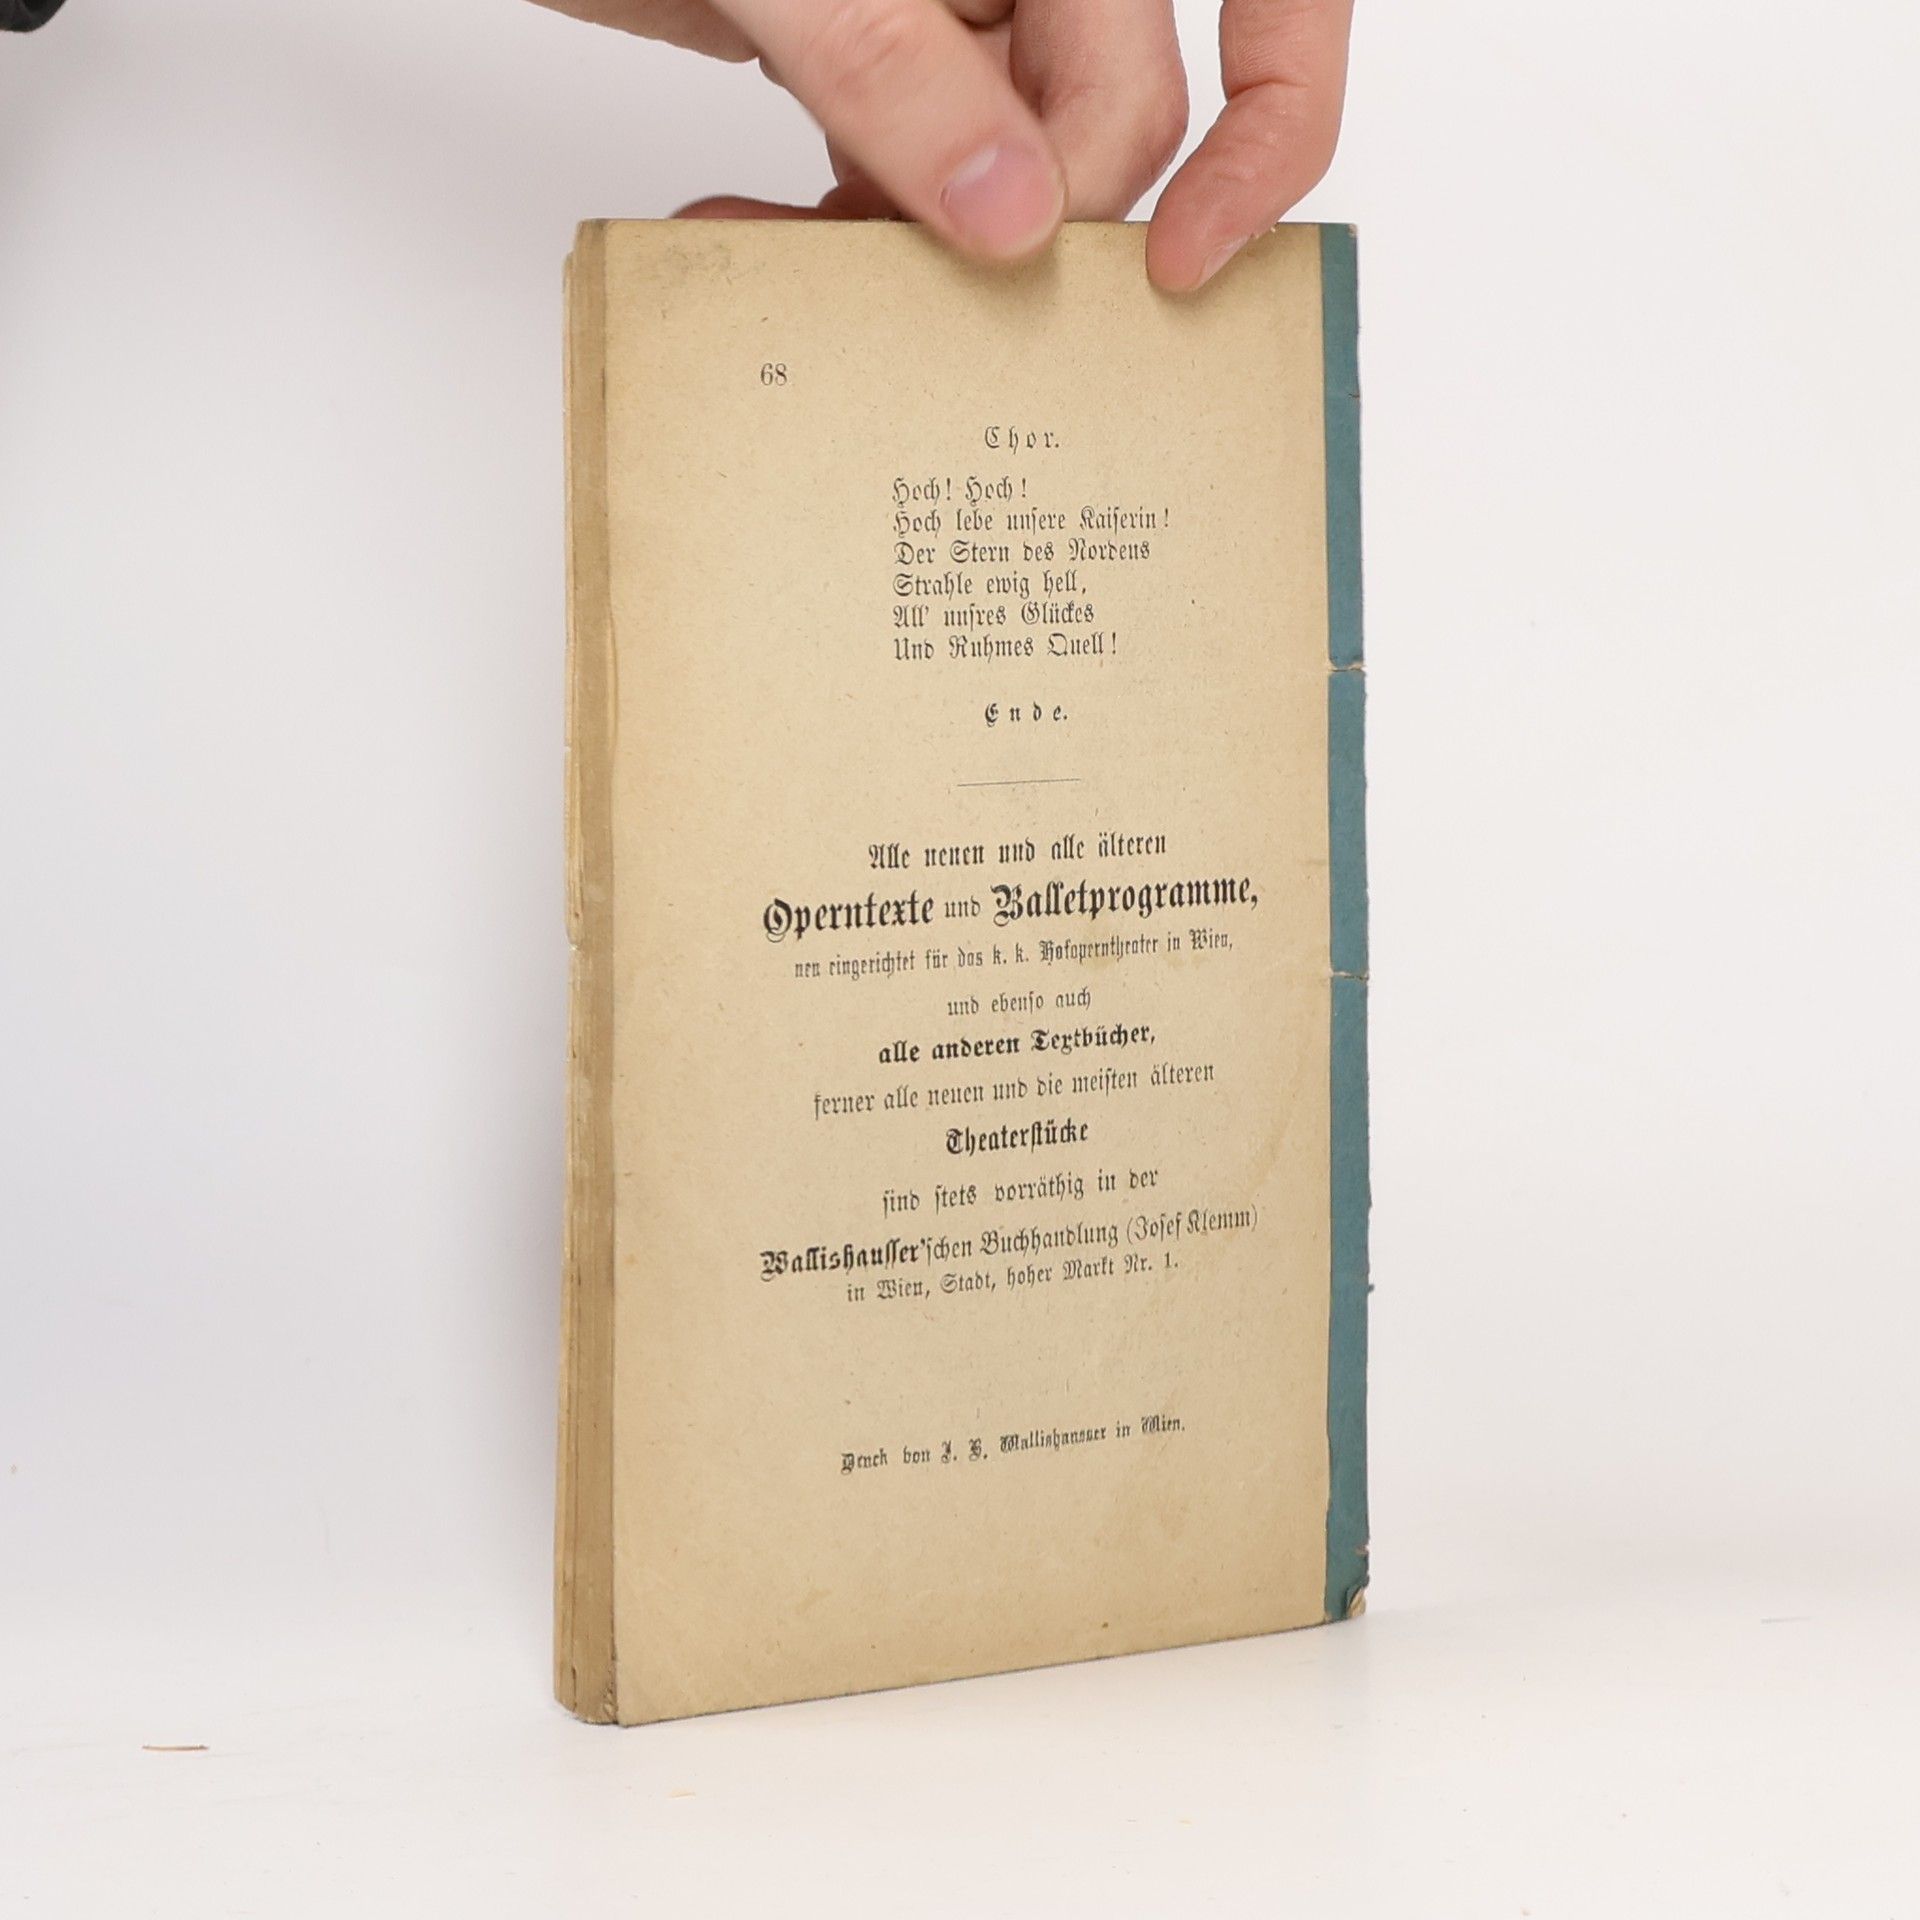 68
Chor.
Hoch! Hoch!
Hoch lebe unsere Kaiserin!
Der Stern des Nordens
Strahle ewig hell,
All' unsres Glückes
Und Ruhmes Quell!
Ende.
Alle neuen und alle älteren
Operntexte und Balletprogramme,
neu eingerichtet für das k. k. Hofoperntheater in Wien,
und ebenso auch
alle anderen Textbücher,
ferner alle neuen und die meisten älteren
Theaterstücke
sind stets vorräthig in der
Wallishausser'schen Buchhandlung (Josef Klemm)
in Wien, Stadt, hoher Markt Nr. 1.
Druck von J. B. Wallishausser in Wien.